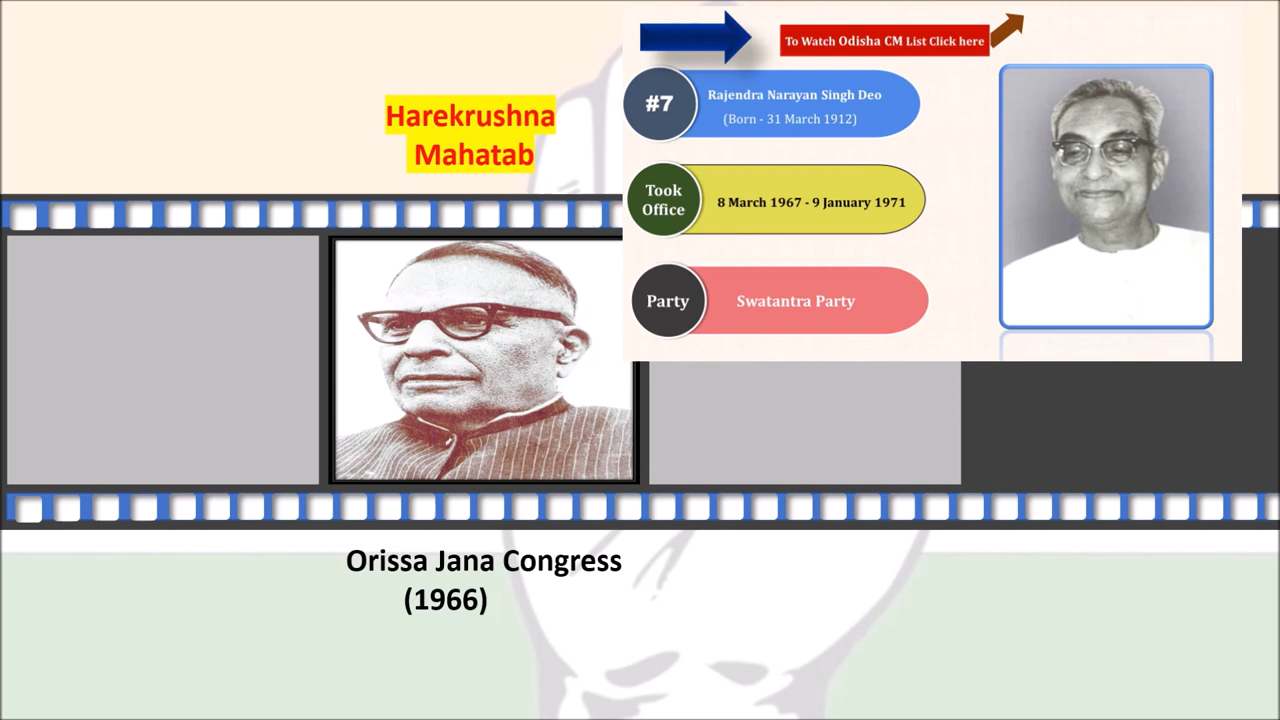 Harekrushna
Mahatab
Orissa Jana Congress
(1966)
To Watch Odisha CM List Click here
#7
Rajendra Narayan Singh Deo
(Born - 31 March 1912)
Took
Office
8 March 1967 - 9 January 1971
Party
Swatantra Party